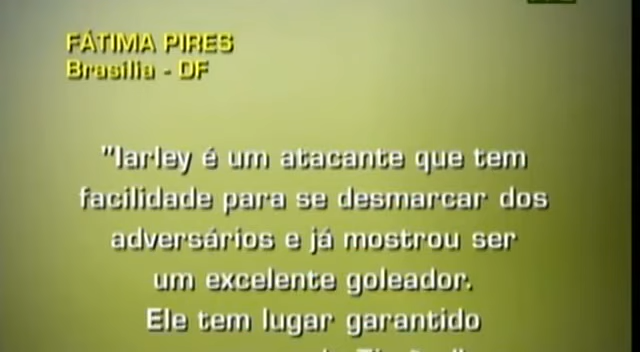 FÁTIMA PIRES
Brasília - DF
"Iarley é um atacante que tem
facilidade para se desmarcar dos
adversários e já mostrou ser
um excelente goleador.
Ele tem lugar garantido